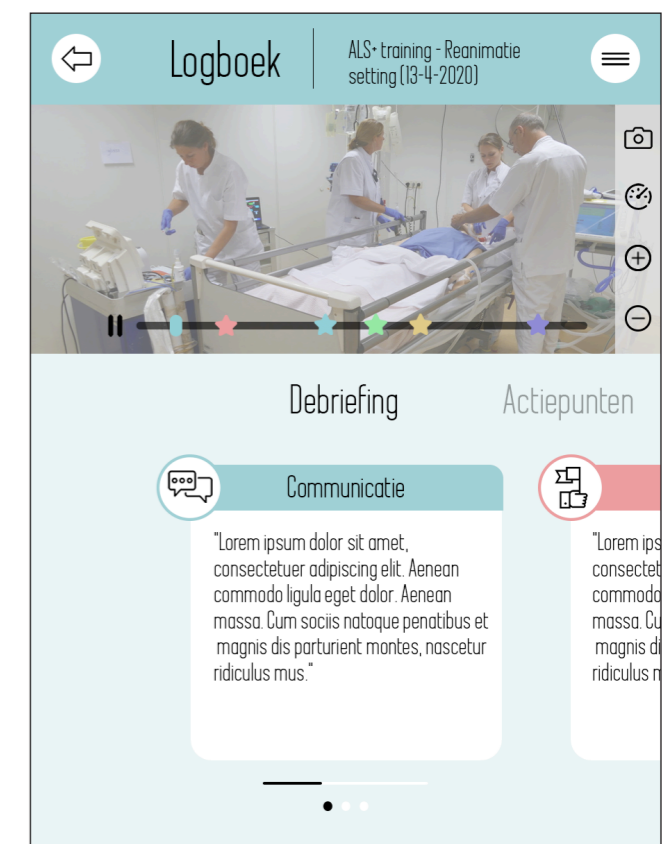 Logboek
ALS+ training - Reanimatie
setting (13-4-2020)
Debriefing
Actiepunten
Communicatie
"Lorem ipsum dolor sit amet,
consectetuer adipiscing elit. Aenean
commodo ligula eget dolor. Aenean
massa. Cum sociis natoque penatibus et
magnis dis parturient montes, nascetur
ridiculus mus."
"Lorem ips
consectet
commodo
massa. Cu
magnis di
ridiculus m